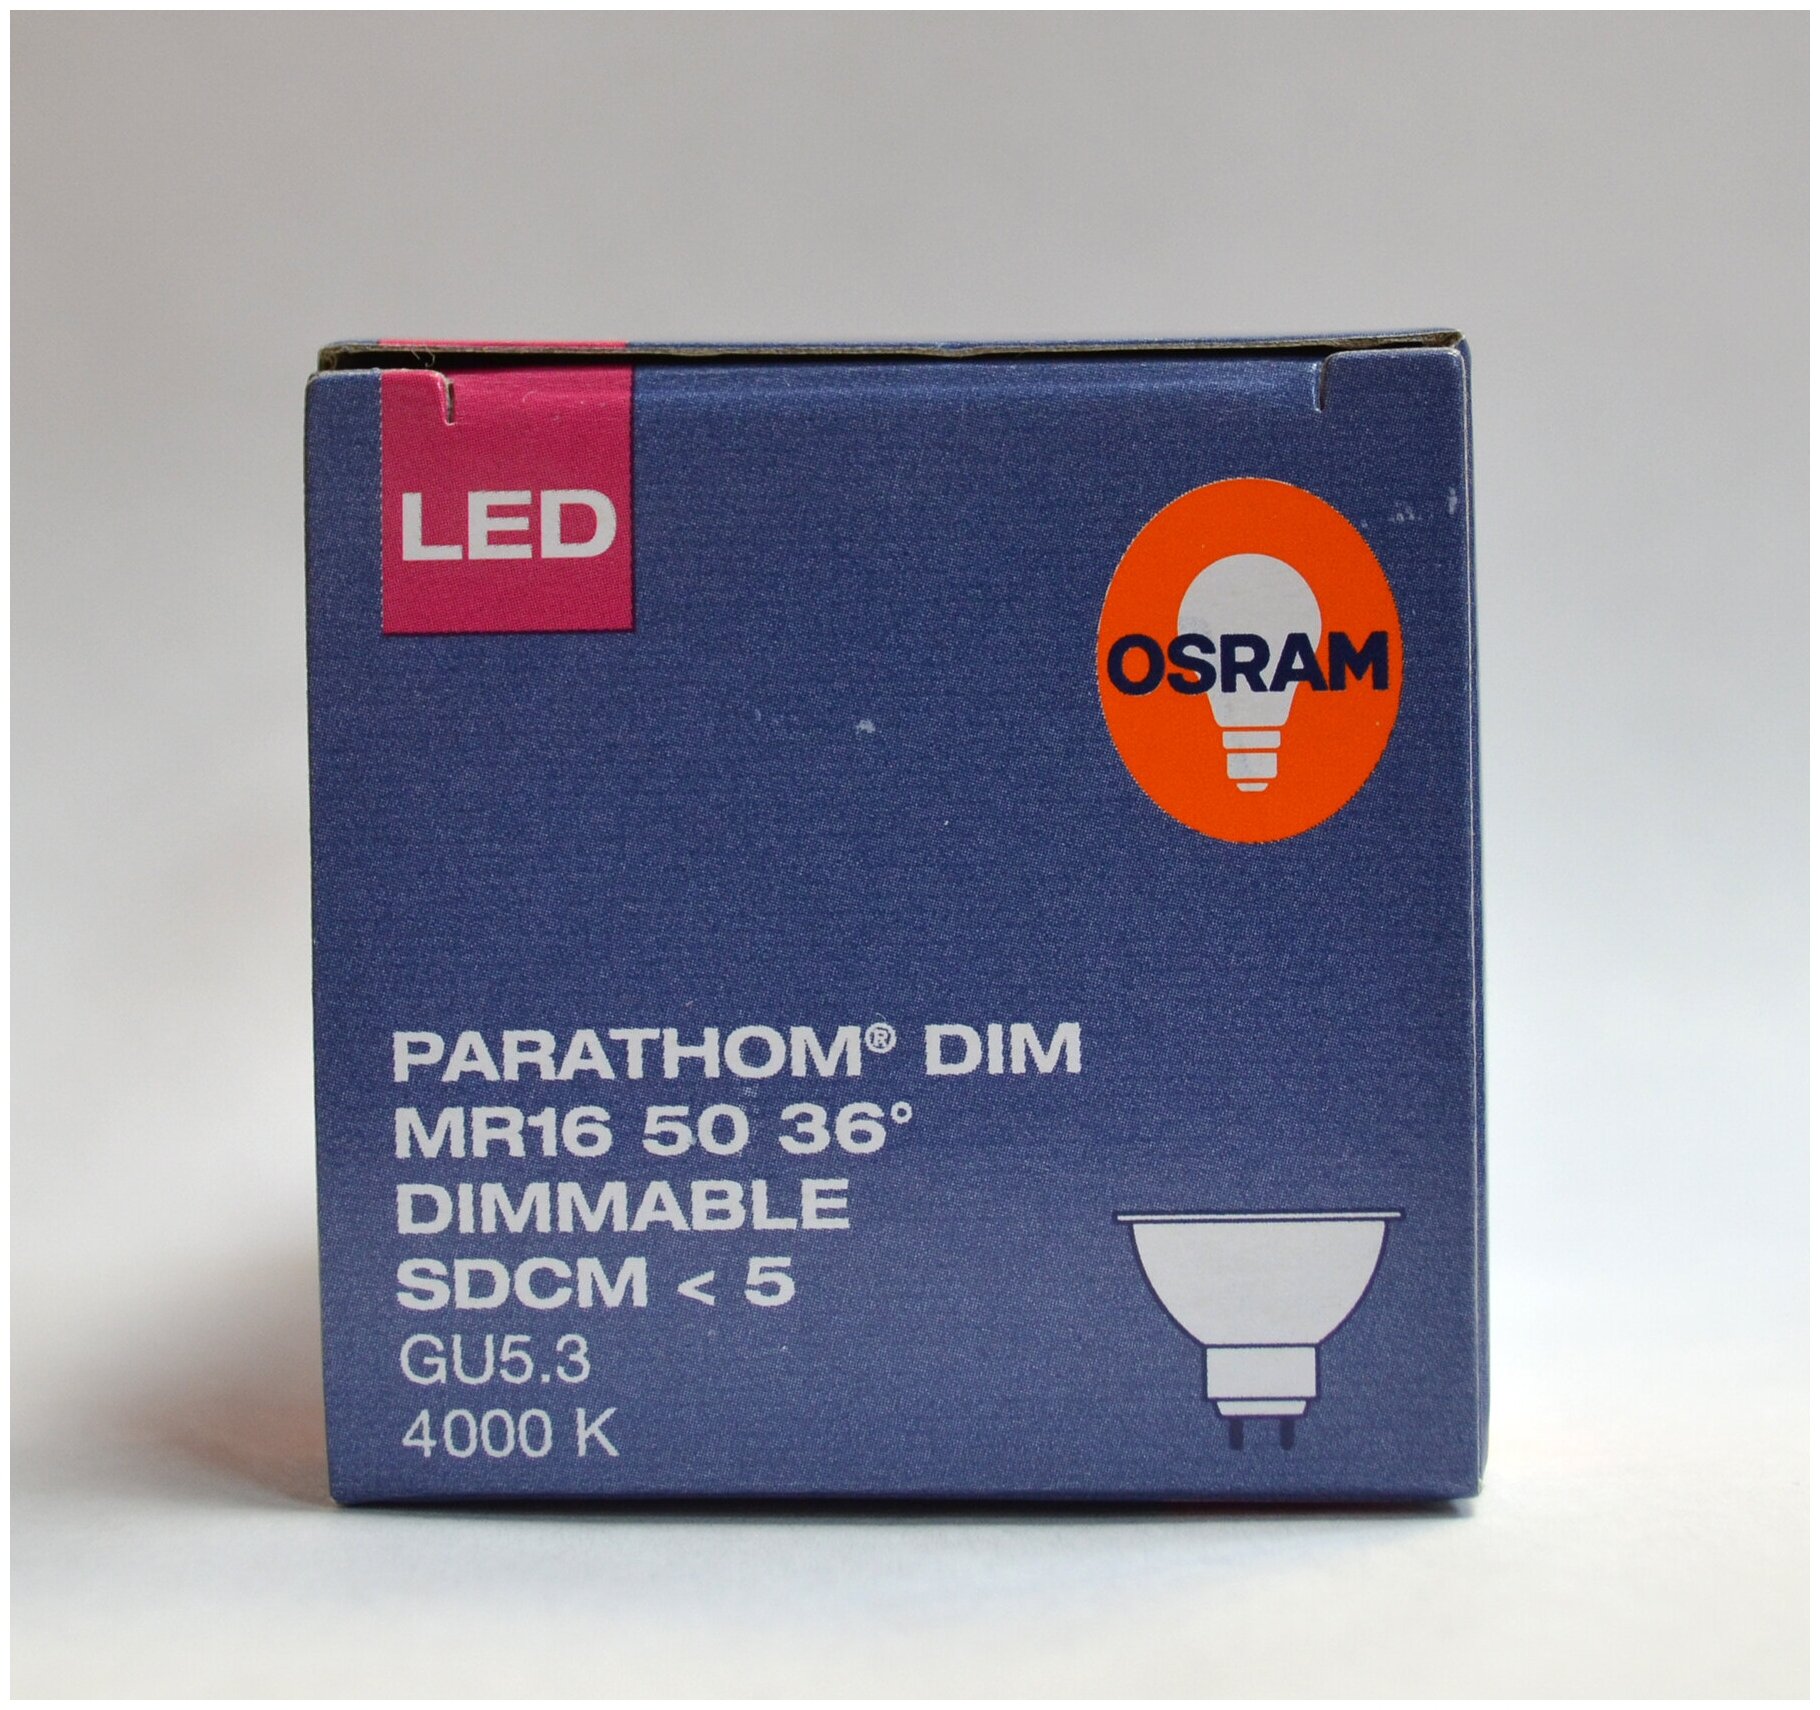 LED
OSRAM
PARATHOM® DIM
MR16 50 36°
DIMMABLE
SDCM < 5
GU5.3
4000 K